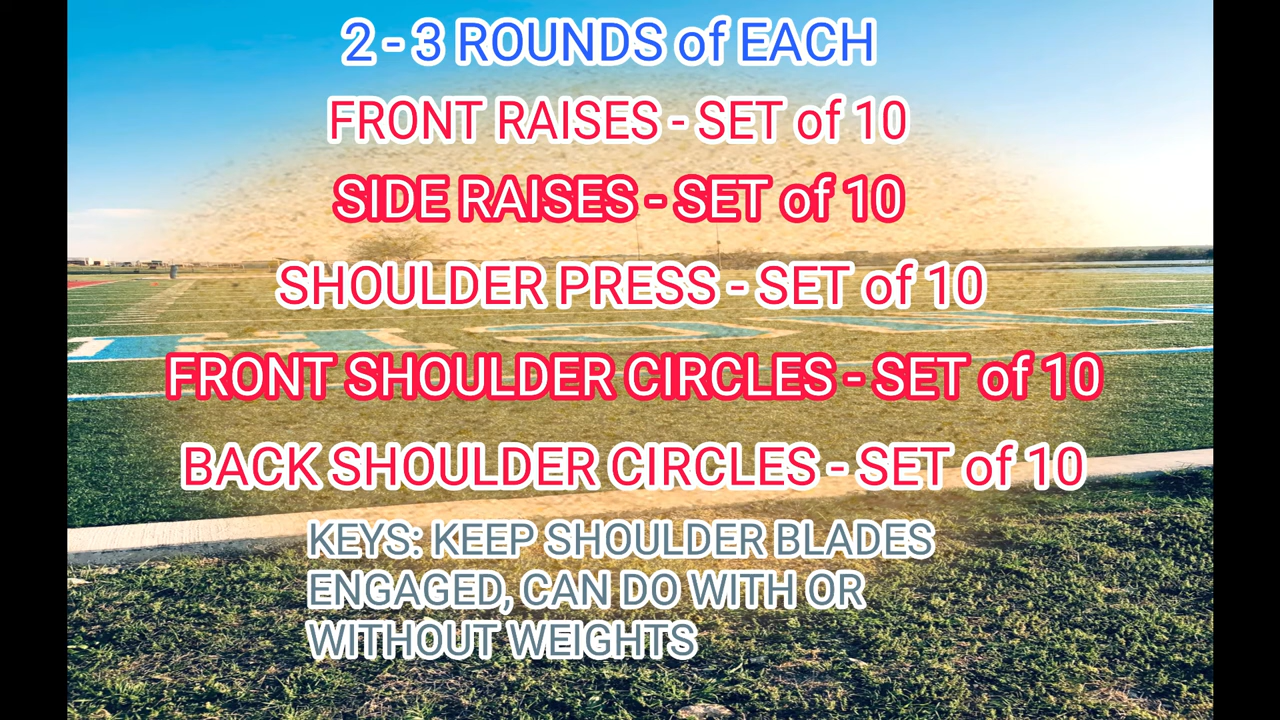 2 - 3 ROUNDS of EACH
FRONT RAISES - SET of 10
SIDE RAISES - SET of 10
SHOULDER PRESS - SET of 10
FRONT SHOULDER CIRCLES - SET of 10
BACK SHOULDER CIRCLES - SET of 10
KEYS: KEEP SHOULDER BLADES
ENGAGED, CAN DO WITH OR
WITHOUT WEIGHTS